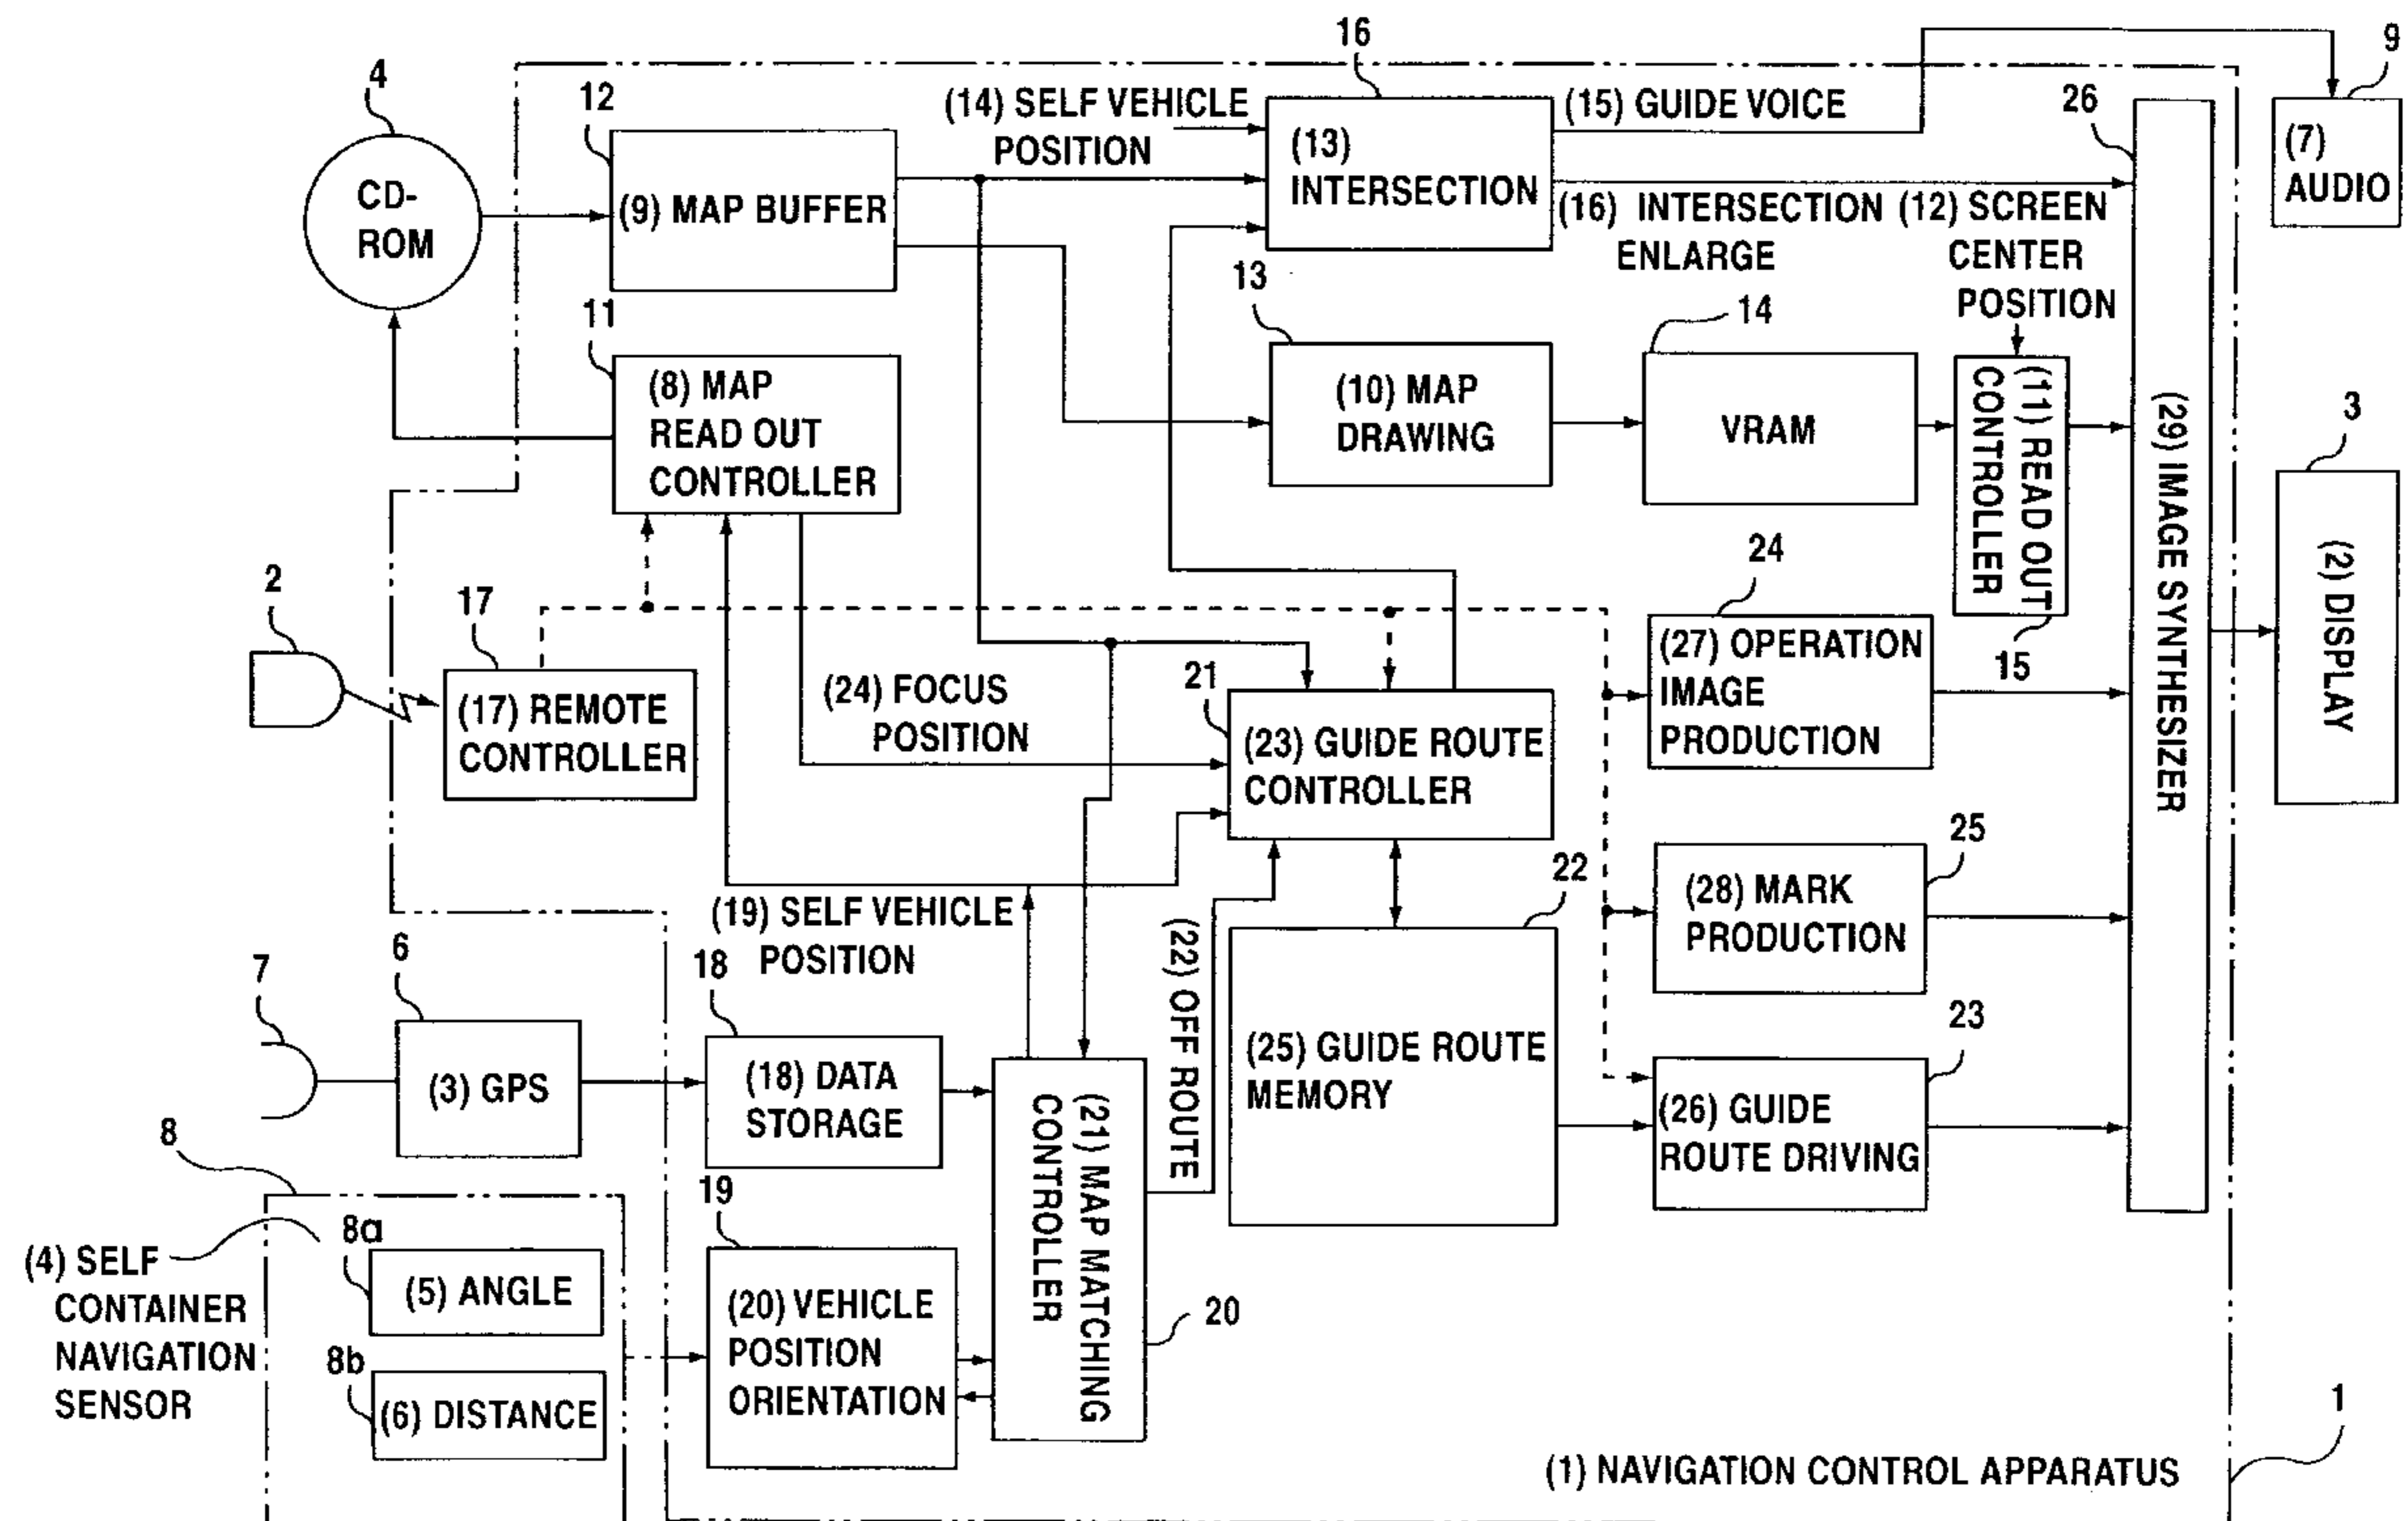 16
9
4
12
(14) SELF VEHICLE
POSITION
(15) GUIDE VOICE
26
CD-
ROM
(9) MAP BUFFER
(13)
INTERSECTION
(7)
AUDIO
(16) INTERSECTION
ENLARGE
(12) SCREEN
CENTER
POSITION
11
13
14
(8) MAP
READ OUT
CONTROLLER
(10) MAP
DRAWING
VRAM
(11) READ OUT
CONTROLLER
15
(29) IMAGE SYNTHESIZER
3
(2) DISPLAY
2
17
(17) REMOTE
CONTROLLER
(24) FOCUS
POSITION
21
(23) GUIDE ROUTE
CONTROLLER
24
(27) OPERATION
IMAGE
PRODUCTION
25
(28) MARK
PRODUCTION
22
(19) SELF VEHICLE
POSITION
(22) OFF ROUTE
7
6
18
(3) GPS
(18) DATA
STORAGE
(25) GUIDE ROUTE
MEMORY
23
(26) GUIDE
ROUTE DRIVING
8
19
(21) MAP MATCHING
CONTROLLER
20
(4) SELF
CONTAINER
NAVIGATION
SENSOR
8a
(5) ANGLE
8b
(6) DISTANCE
(20) VEHICLE
POSITION
ORIENTATION
1
(1) NAVIGATION CONTROL APPARATUS